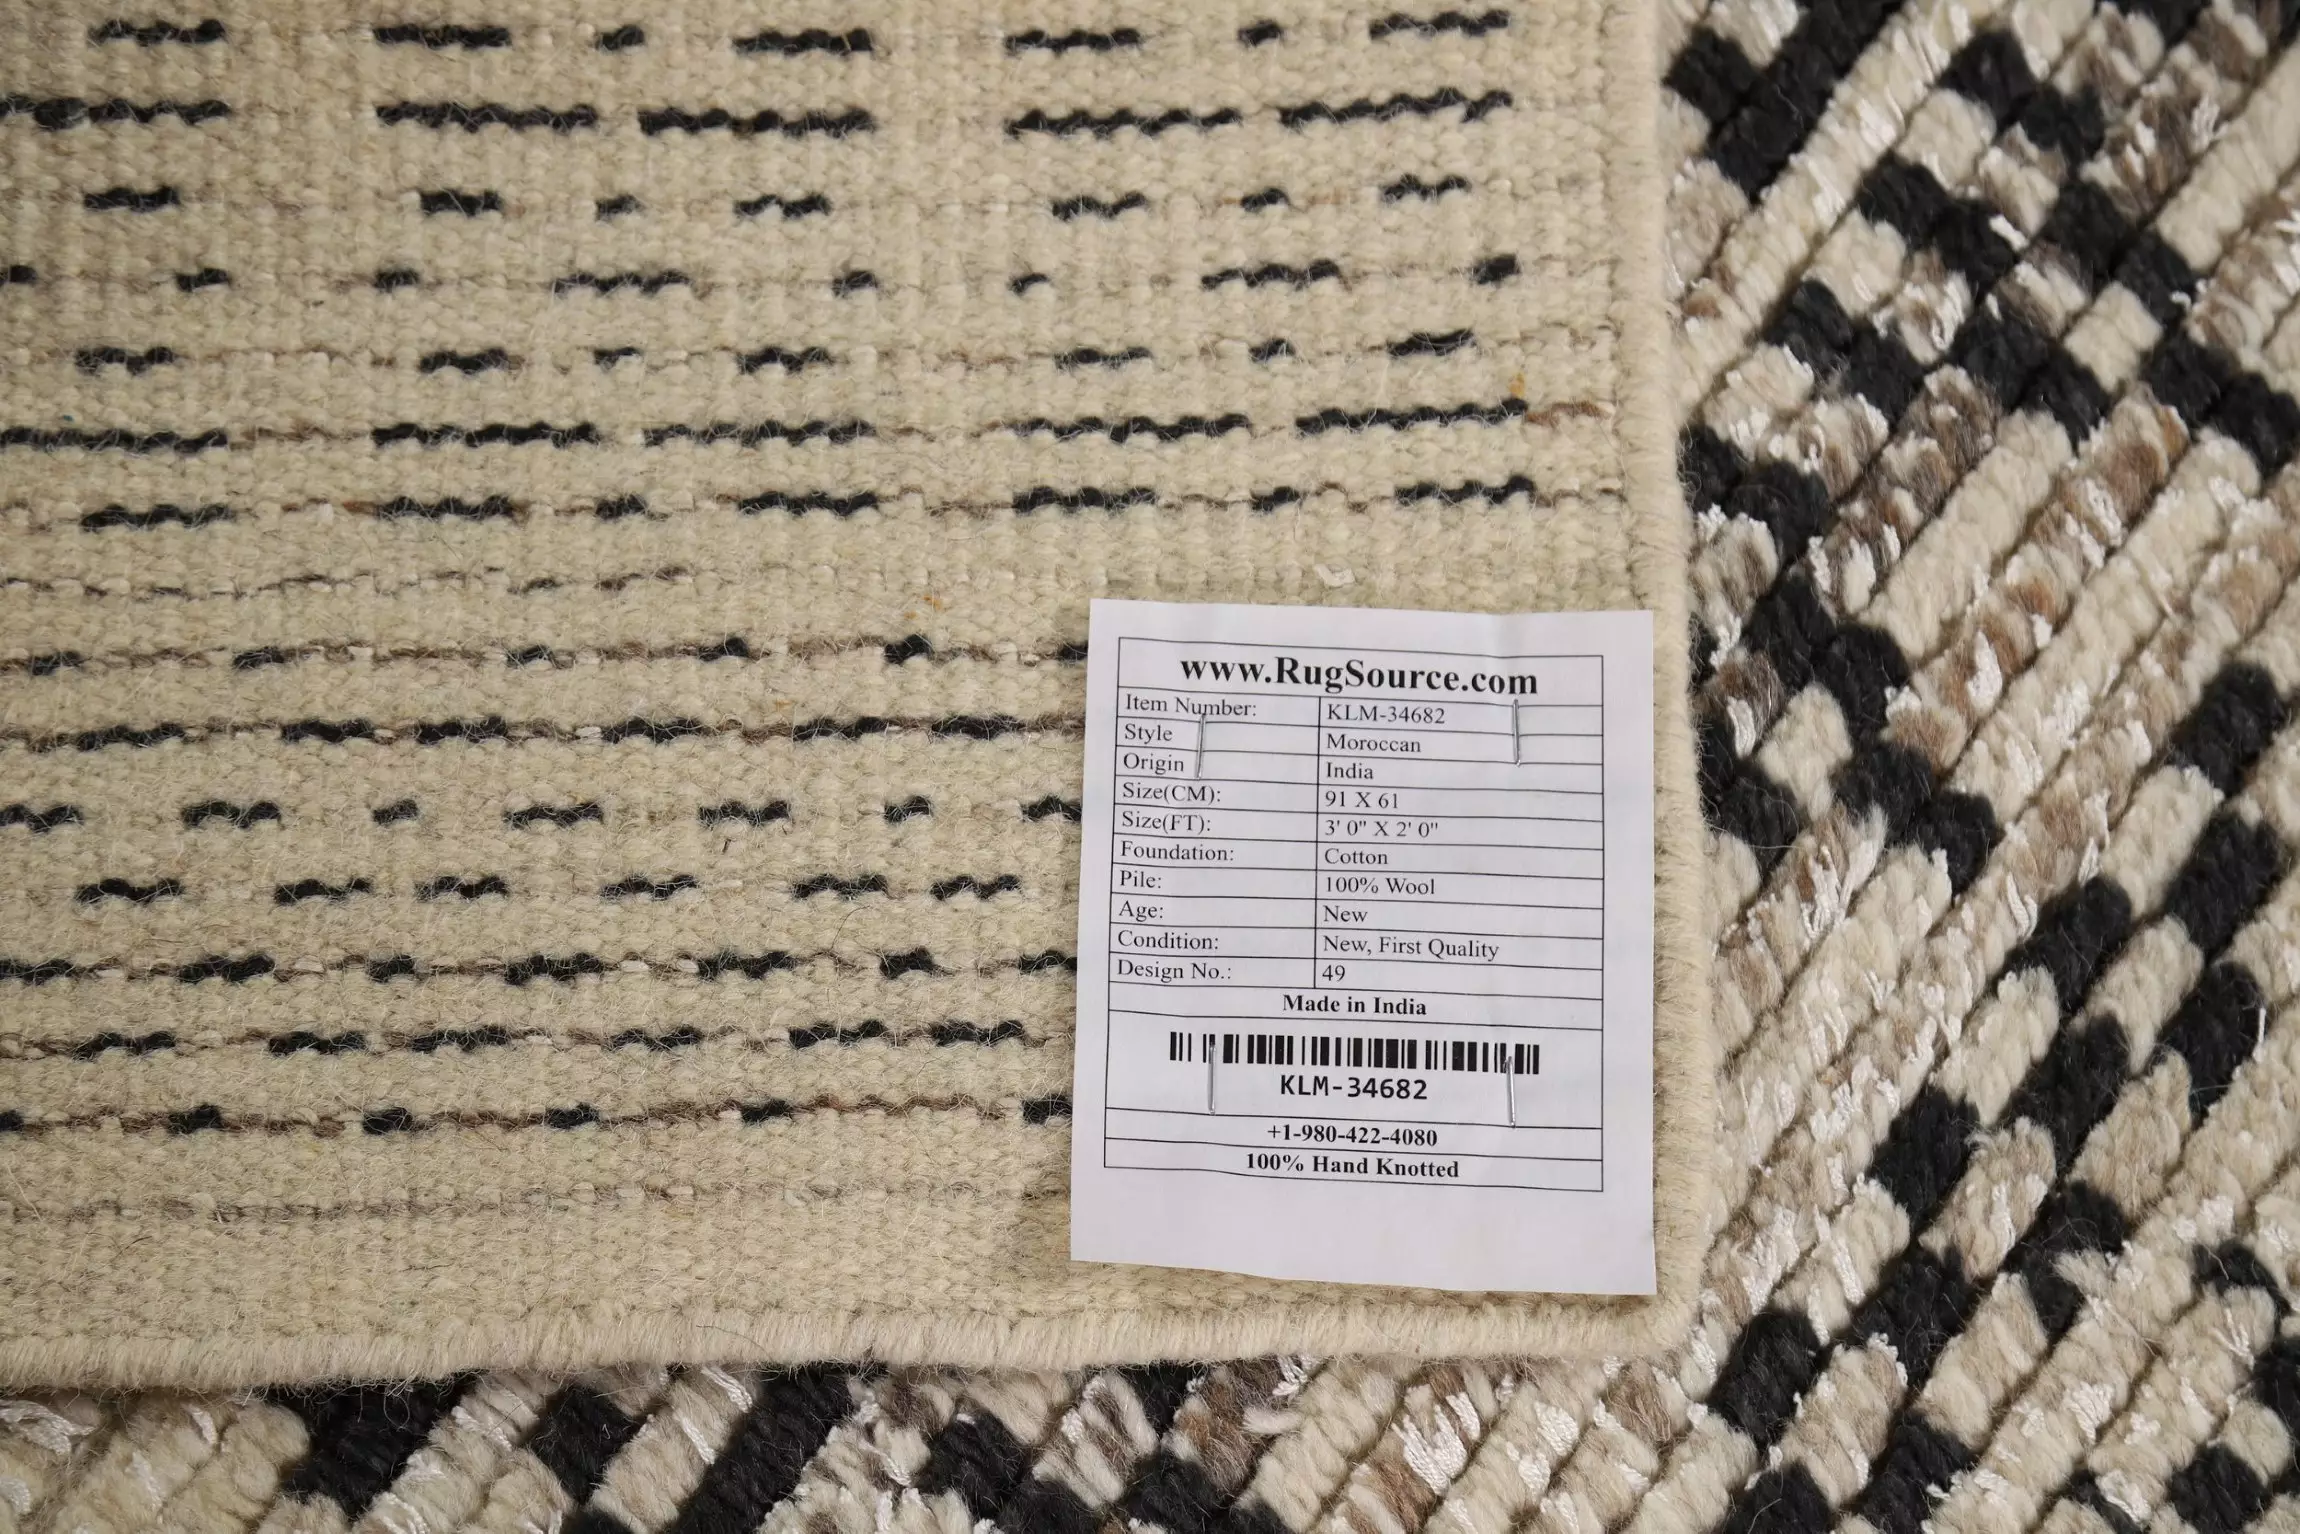 www.RugSource.com
Item Number: KLM-34682
Style Moroccan
Origin India
Size(CM): 91 X 61
Size(FT): 3' 0" X 2' 0"
Foundation: Cotton
Pile: 100% Wool
Age: New
Condition: New, First Quality
Design No.: 49
Made in India
KLM-34682
+1-980-422-4080
100% Hand Knotted